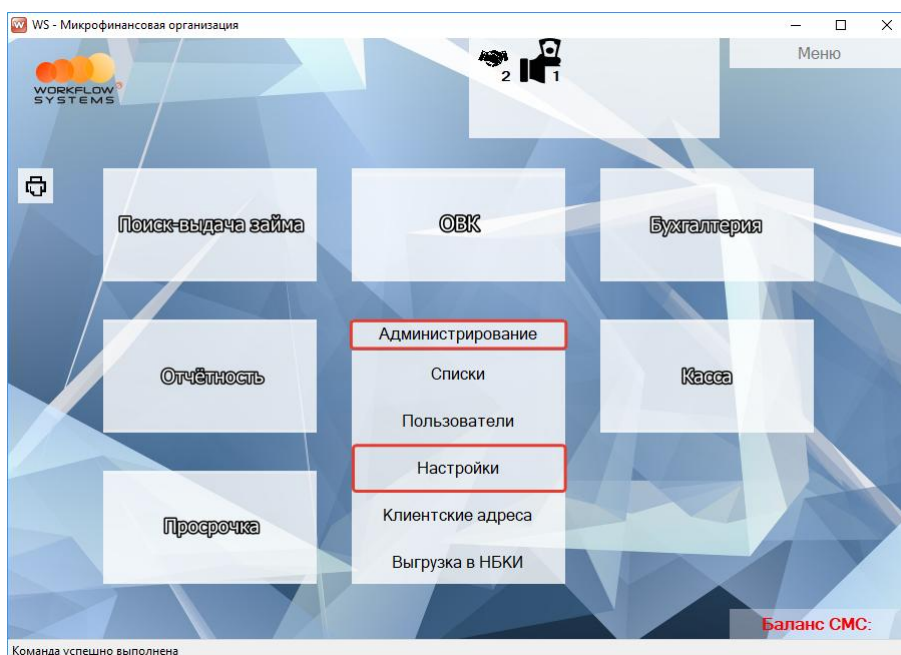 WS - Микрофинансовая организация
Меню
2 1
WORKFLOW
SYSTEMS
Поиск-выдача займа
ОВК
Бухгалтерия
Администрирование
Отчётность
Списки
Касса
Пользователи
Настройки
Просрочка
Клиентские адреса
Выгрузка в НБКИ
Баланс СМС:
Команда успешно выполнена